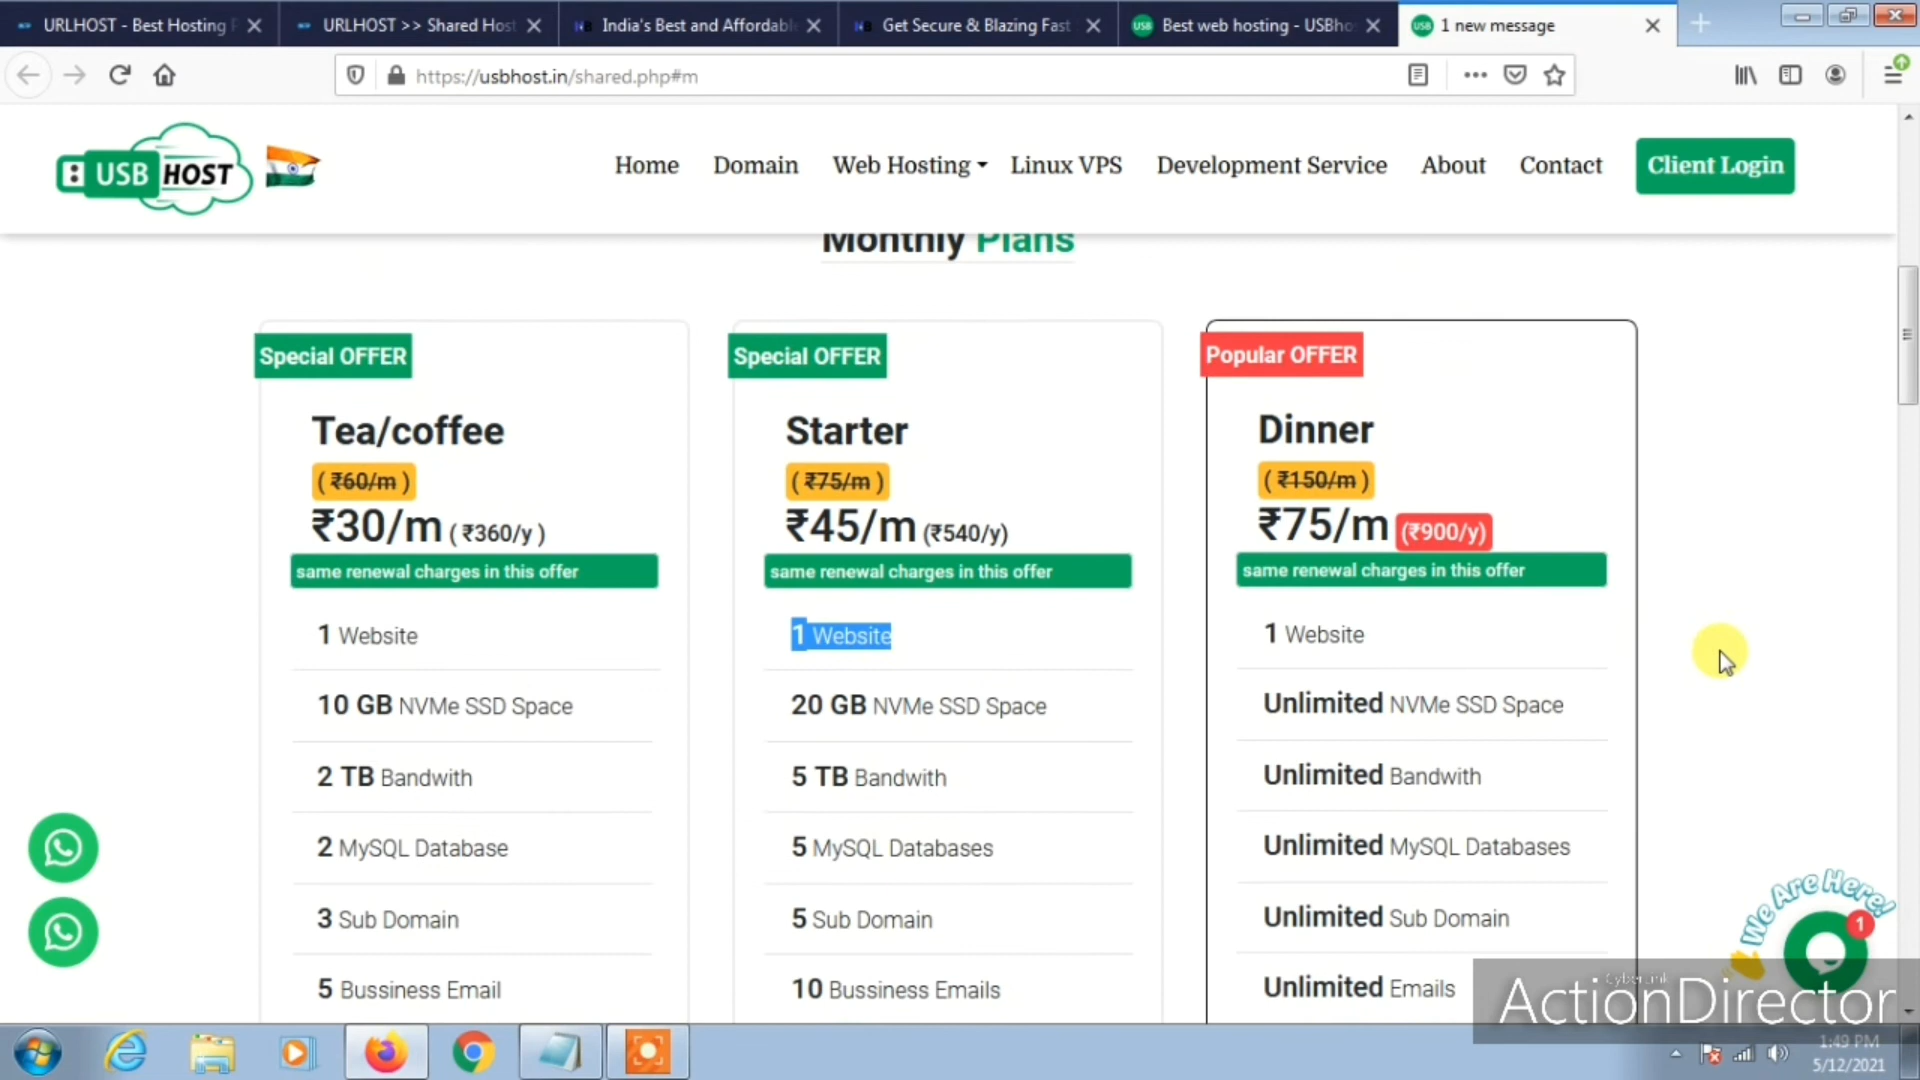 URLHOST - Best Hosting P
URLHOST >> Shared Host
India's Best and Affordabl
Get Secure & Blazing Fast
USB
Best web hosting - USBho
USB
1 new message
https://usbhost.in/shared.php#m
USB HOST
Home
Domain
Web Hosting
Linux VPS
Development Service
About
Contact
Client Login
Monthly Plans
Special OFFER
Tea/coffee
( ₹60/m )
₹30/m ( ₹360/y )
same renewal charges in this offer
1 Website
10 GB NVMe SSD Space
2 TB Bandwith
2 MySQL Database
3 Sub Domain
5 Bussiness Email
Special OFFER
Starter
( ₹75/m )
₹45/m (₹540/y)
same renewal charges in this offer
1 Website
20 GB NVMe SSD Space
5 TB Bandwith
5 MySQL Databases
5 Sub Domain
10 Bussiness Emails
Popular OFFER
Dinner
( ₹150/m )
₹75/m (₹900/y)
same renewal charges in this offer
1 Website
Unlimited NVMe SSD Space
Unlimited Bandwith
Unlimited MySQL Databases
Unlimited Sub Domain
Unlimited Emails
We Are Here!
1
CyberLink
ActionDirector
1:49 PM
5/12/2021